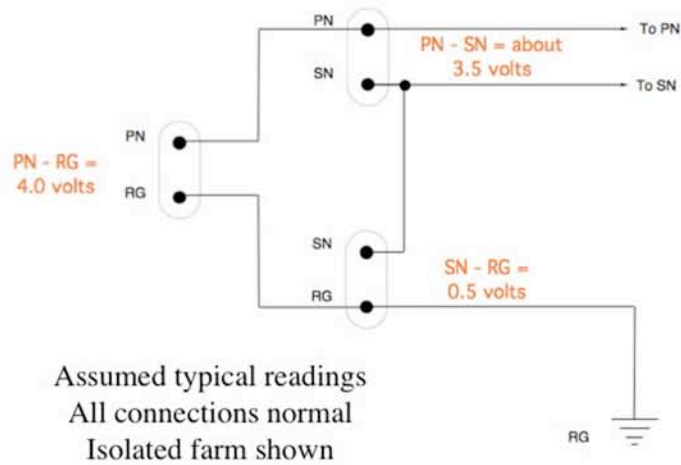 PN
To PN
PN - SN = about
3.5 volts
SN
To SN
PN
PN - RG =
4.0 volts
RG
SN
SN - RG =
0.5 volts
RG
Assumed typical readings
All connections normal
Isolated farm shown
RG